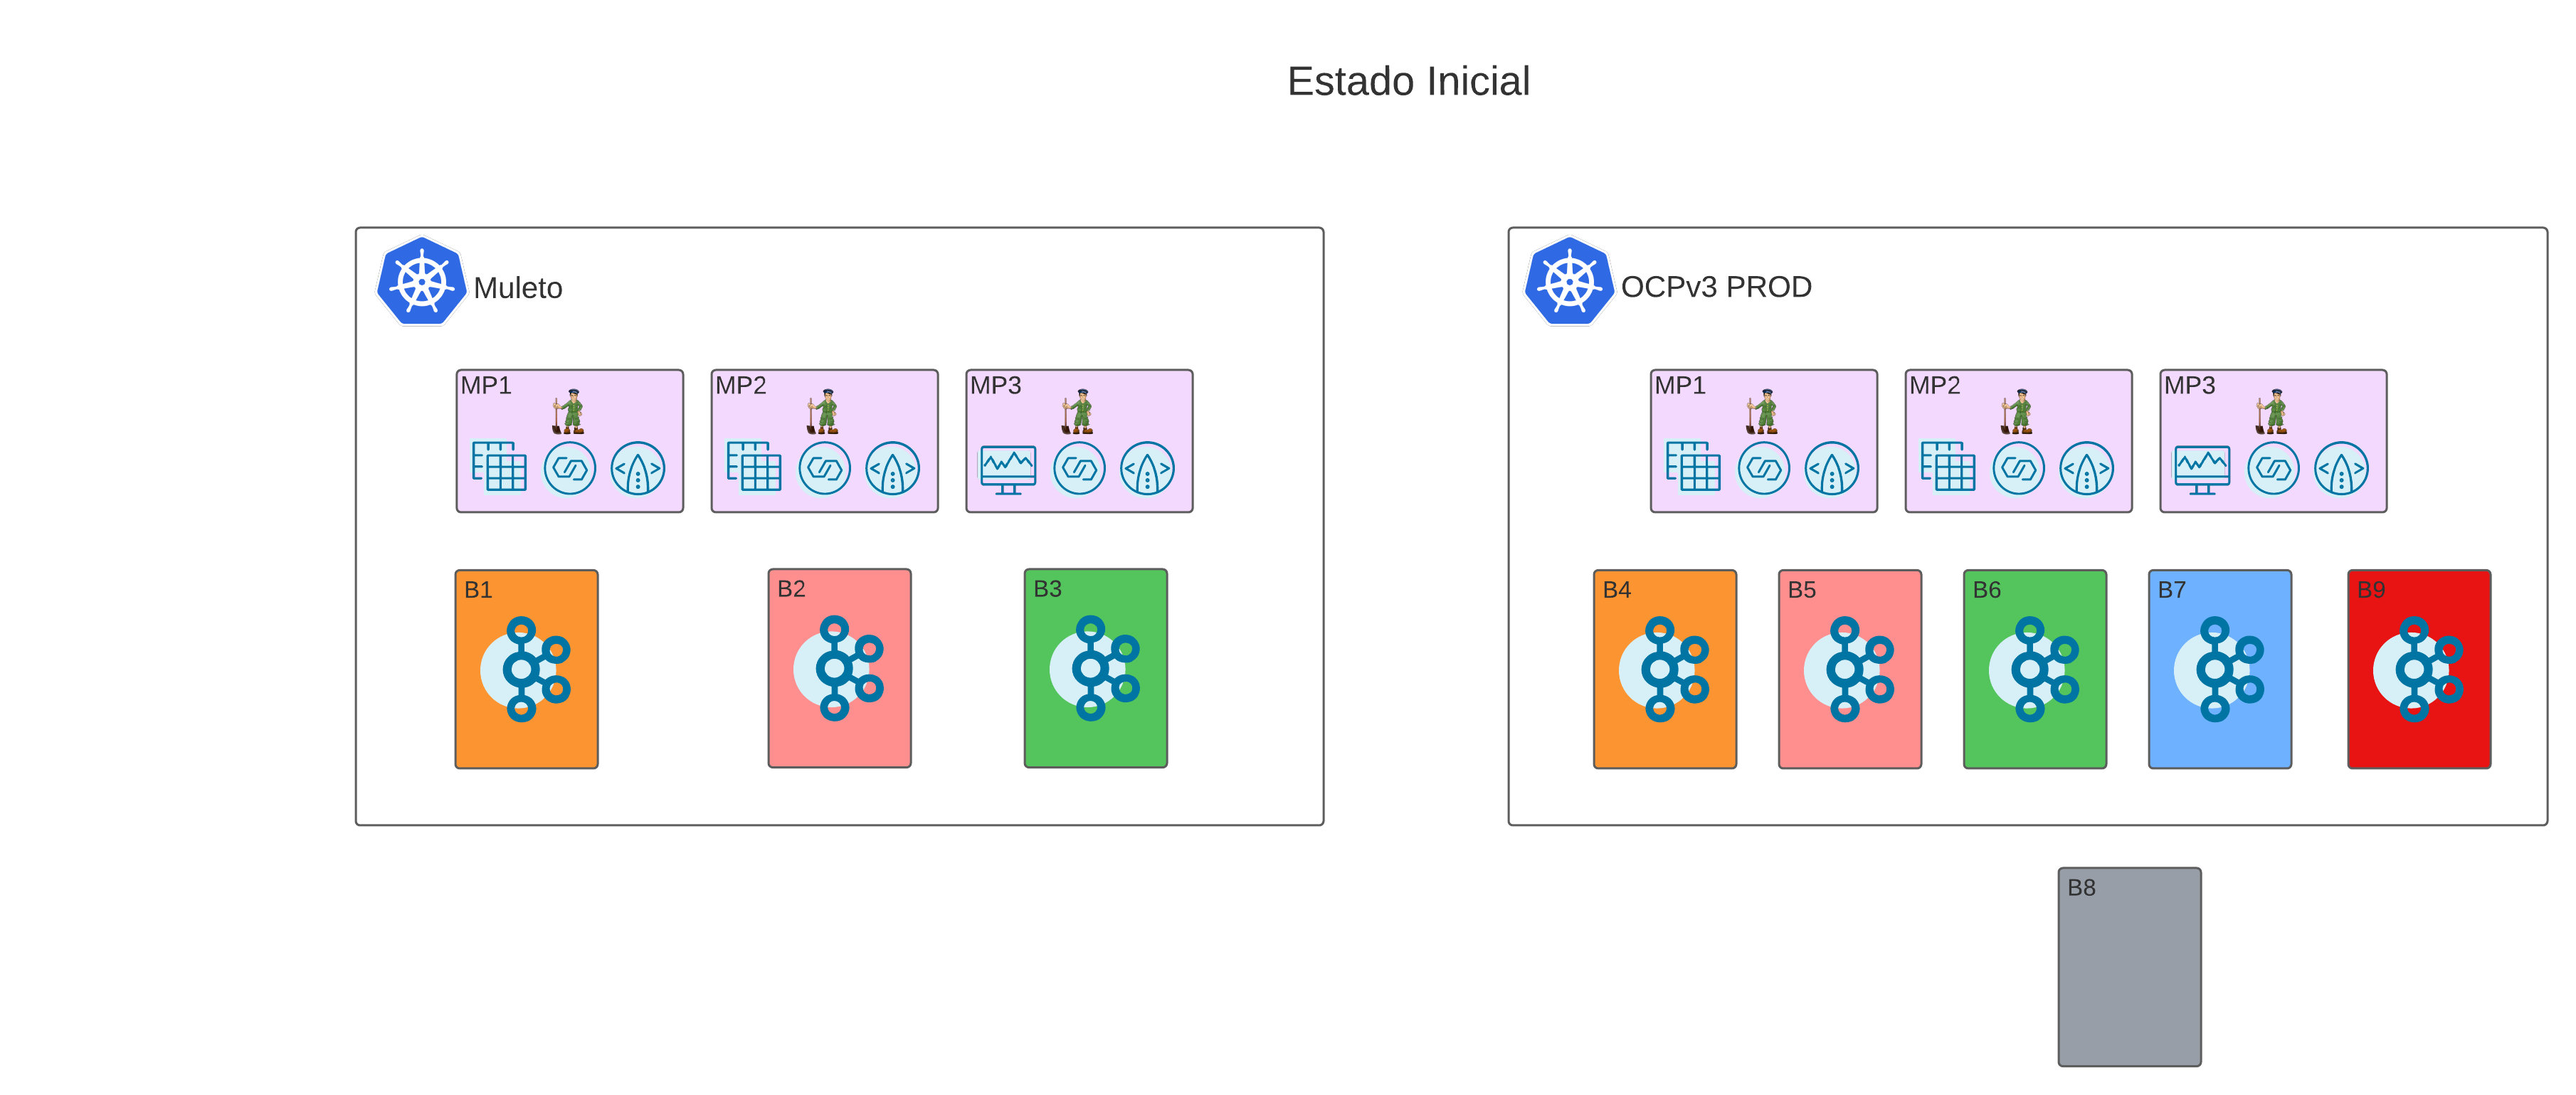 Estado Inicial
Muleto
MP1
MP2
MP3
B1
B2
B3
OCPv3 PROD
MP1
MP2
MP3
B4
B5
B6
B7
B9
B8